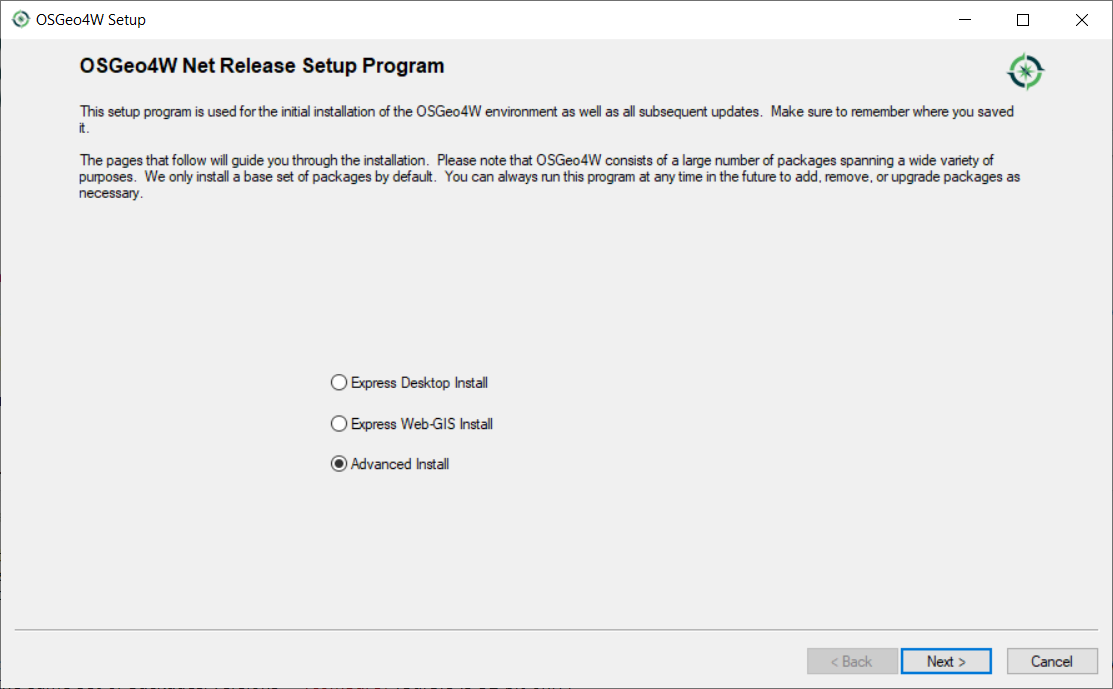 OSGeo4W Setup
OSGeo4W Net Release Setup Program
This setup program is used for the initial installation of the OSGeo4W environment as well as all subsequent updates.  Make sure to remember where you saved
it.
The pages that follow will guide you through the installation.  Please note that OSGeo4W consists of a large number of packages spanning a wide variety of
purposes.  We only install a base set of packages by default.  You can always run this program at any time in the future to add, remove, or upgrade packages as
necessary.
Express Desktop Install
Express Web-GIS Install
Advanced Install
< Back Next > Cancel